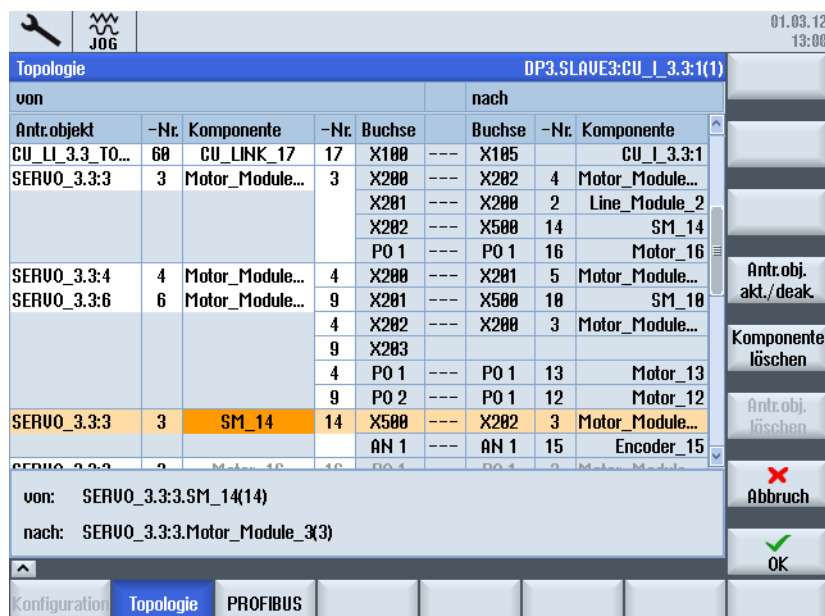 01.03.12
JOG 13:00
Topologie DP3.SLAVE3:CU_I_3.3:1(1)
von nach
Antr.objekt -Nr. Komponente -Nr. Buchse Buchse -Nr. Komponente
CU_LI_3.3_TO... 60 CU_LINK_17 17 X100 --- X105 CU_I_3.3:1
SERVO_3.3:3 3 Motor_Module... 3 X200 --- X202 4 Motor_Module...
X201 --- X200 2 Line_Module_2
X202 --- X500 14 SM_14
PO 1 --- PO 1 16 Motor_16
SERVO_3.3:4 4 Motor_Module... 4 X200 --- X201 5 Motor_Module...
SERVO_3.3:6 6 Motor_Module... 9 X201 --- X500 10 SM_10
4 X202 --- X200 3 Motor_Module...
9 X203
4 PO 1 --- PO 1 13 Motor_13
9 PO 2 --- PO 1 12 Motor_12
SERVO_3.3:3 3 SM_14 14 X500 --- X202 3 Motor_Module...
AN 1 --- AN 1 15 Encoder_15
Antr.obj.
akt./deak.
Komponente
löschen
Antr.obj.
löschen
von: SERVO_3.3:3.SM_14(14)
nach: SERVO_3.3:3.Motor_Module_3(3)
Abbruch
OK
Konfiguration Topologie PROFIBUS